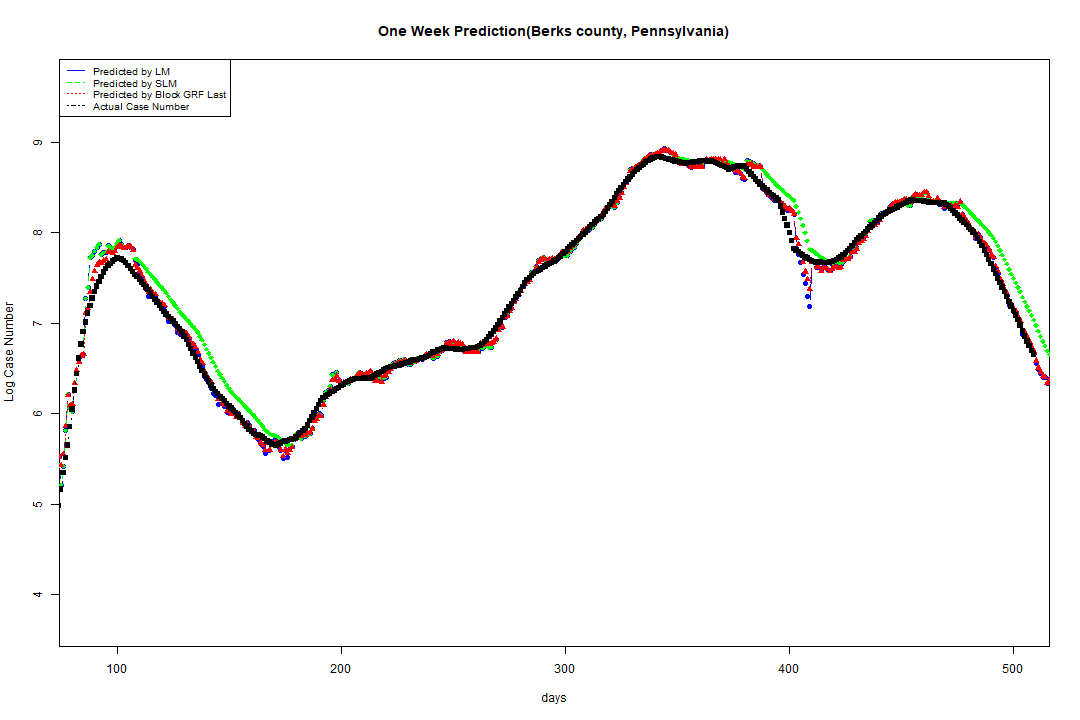 One Week Prediction(Berks county, Pennsylvania)
Predicted by LM
Predicted by SLM
Predicted by Block GRF Last
Actual Case Number
Log Case Number
9
8
7
6
5
4
100 200 300 400 500
days